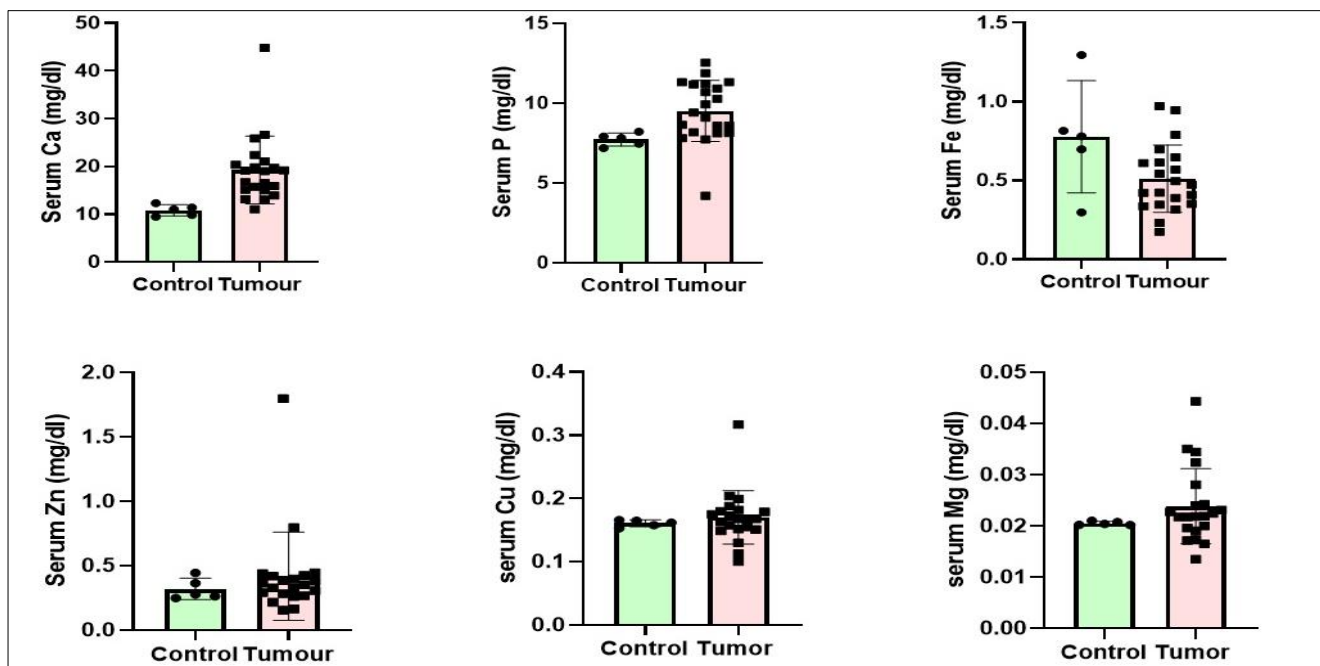 Serum Ca (mg/dl)
50
40
30
20
10
0
Control Tumour
Serum P (mg/dl)
15
10
5
0
Control Tumour
Serum Fe (mg/dl)
1.5
1.0
0.5
0.0
Control Tumour
Serum Zn (mg/dl)
2.0
1.5
1.0
0.5
0.0
Control Tumour
serum Cu (mg/dl)
0.4
0.3
0.2
0.1
0.0
Control Tumor
serum Mg (mg/dl)
0.05
0.04
0.03
0.02
0.01
0.00
Control Tumor